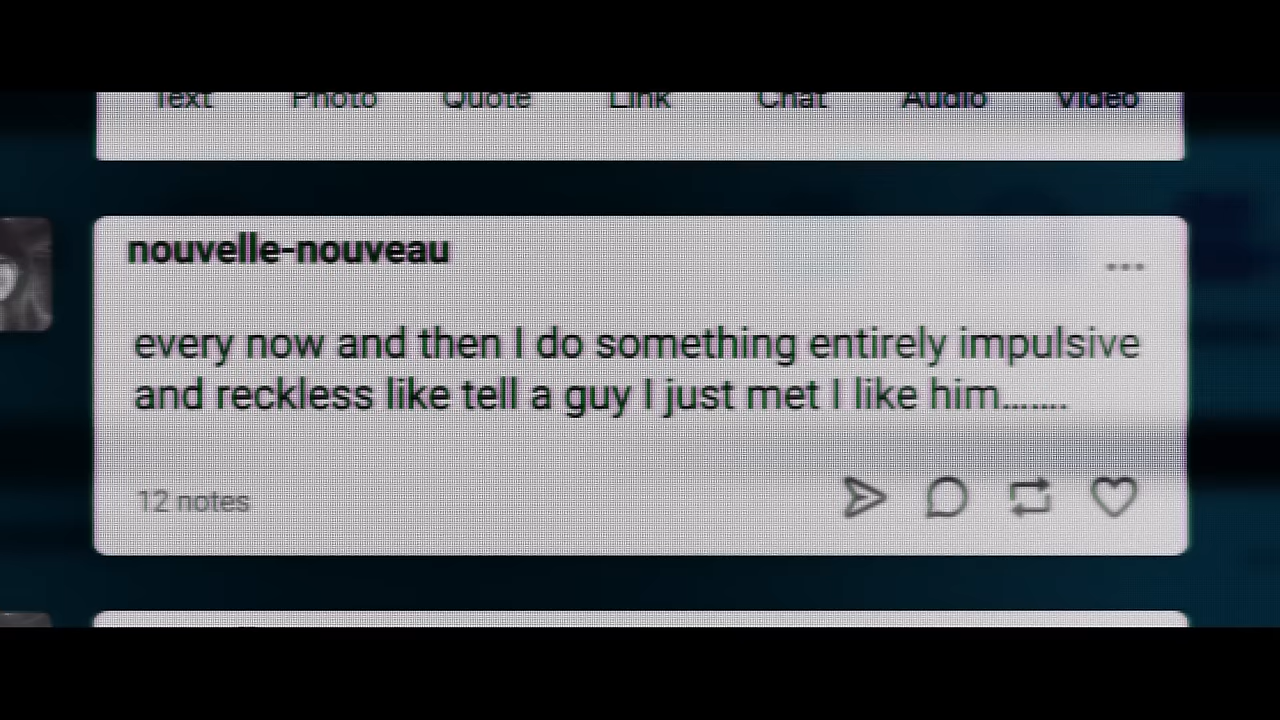 Text Photo Quote Link Chat Audio Video
nouvelle-nouveau
every now and then I do something entirely impulsive
and reckless like tell a guy I just met I like him.......
12 notes